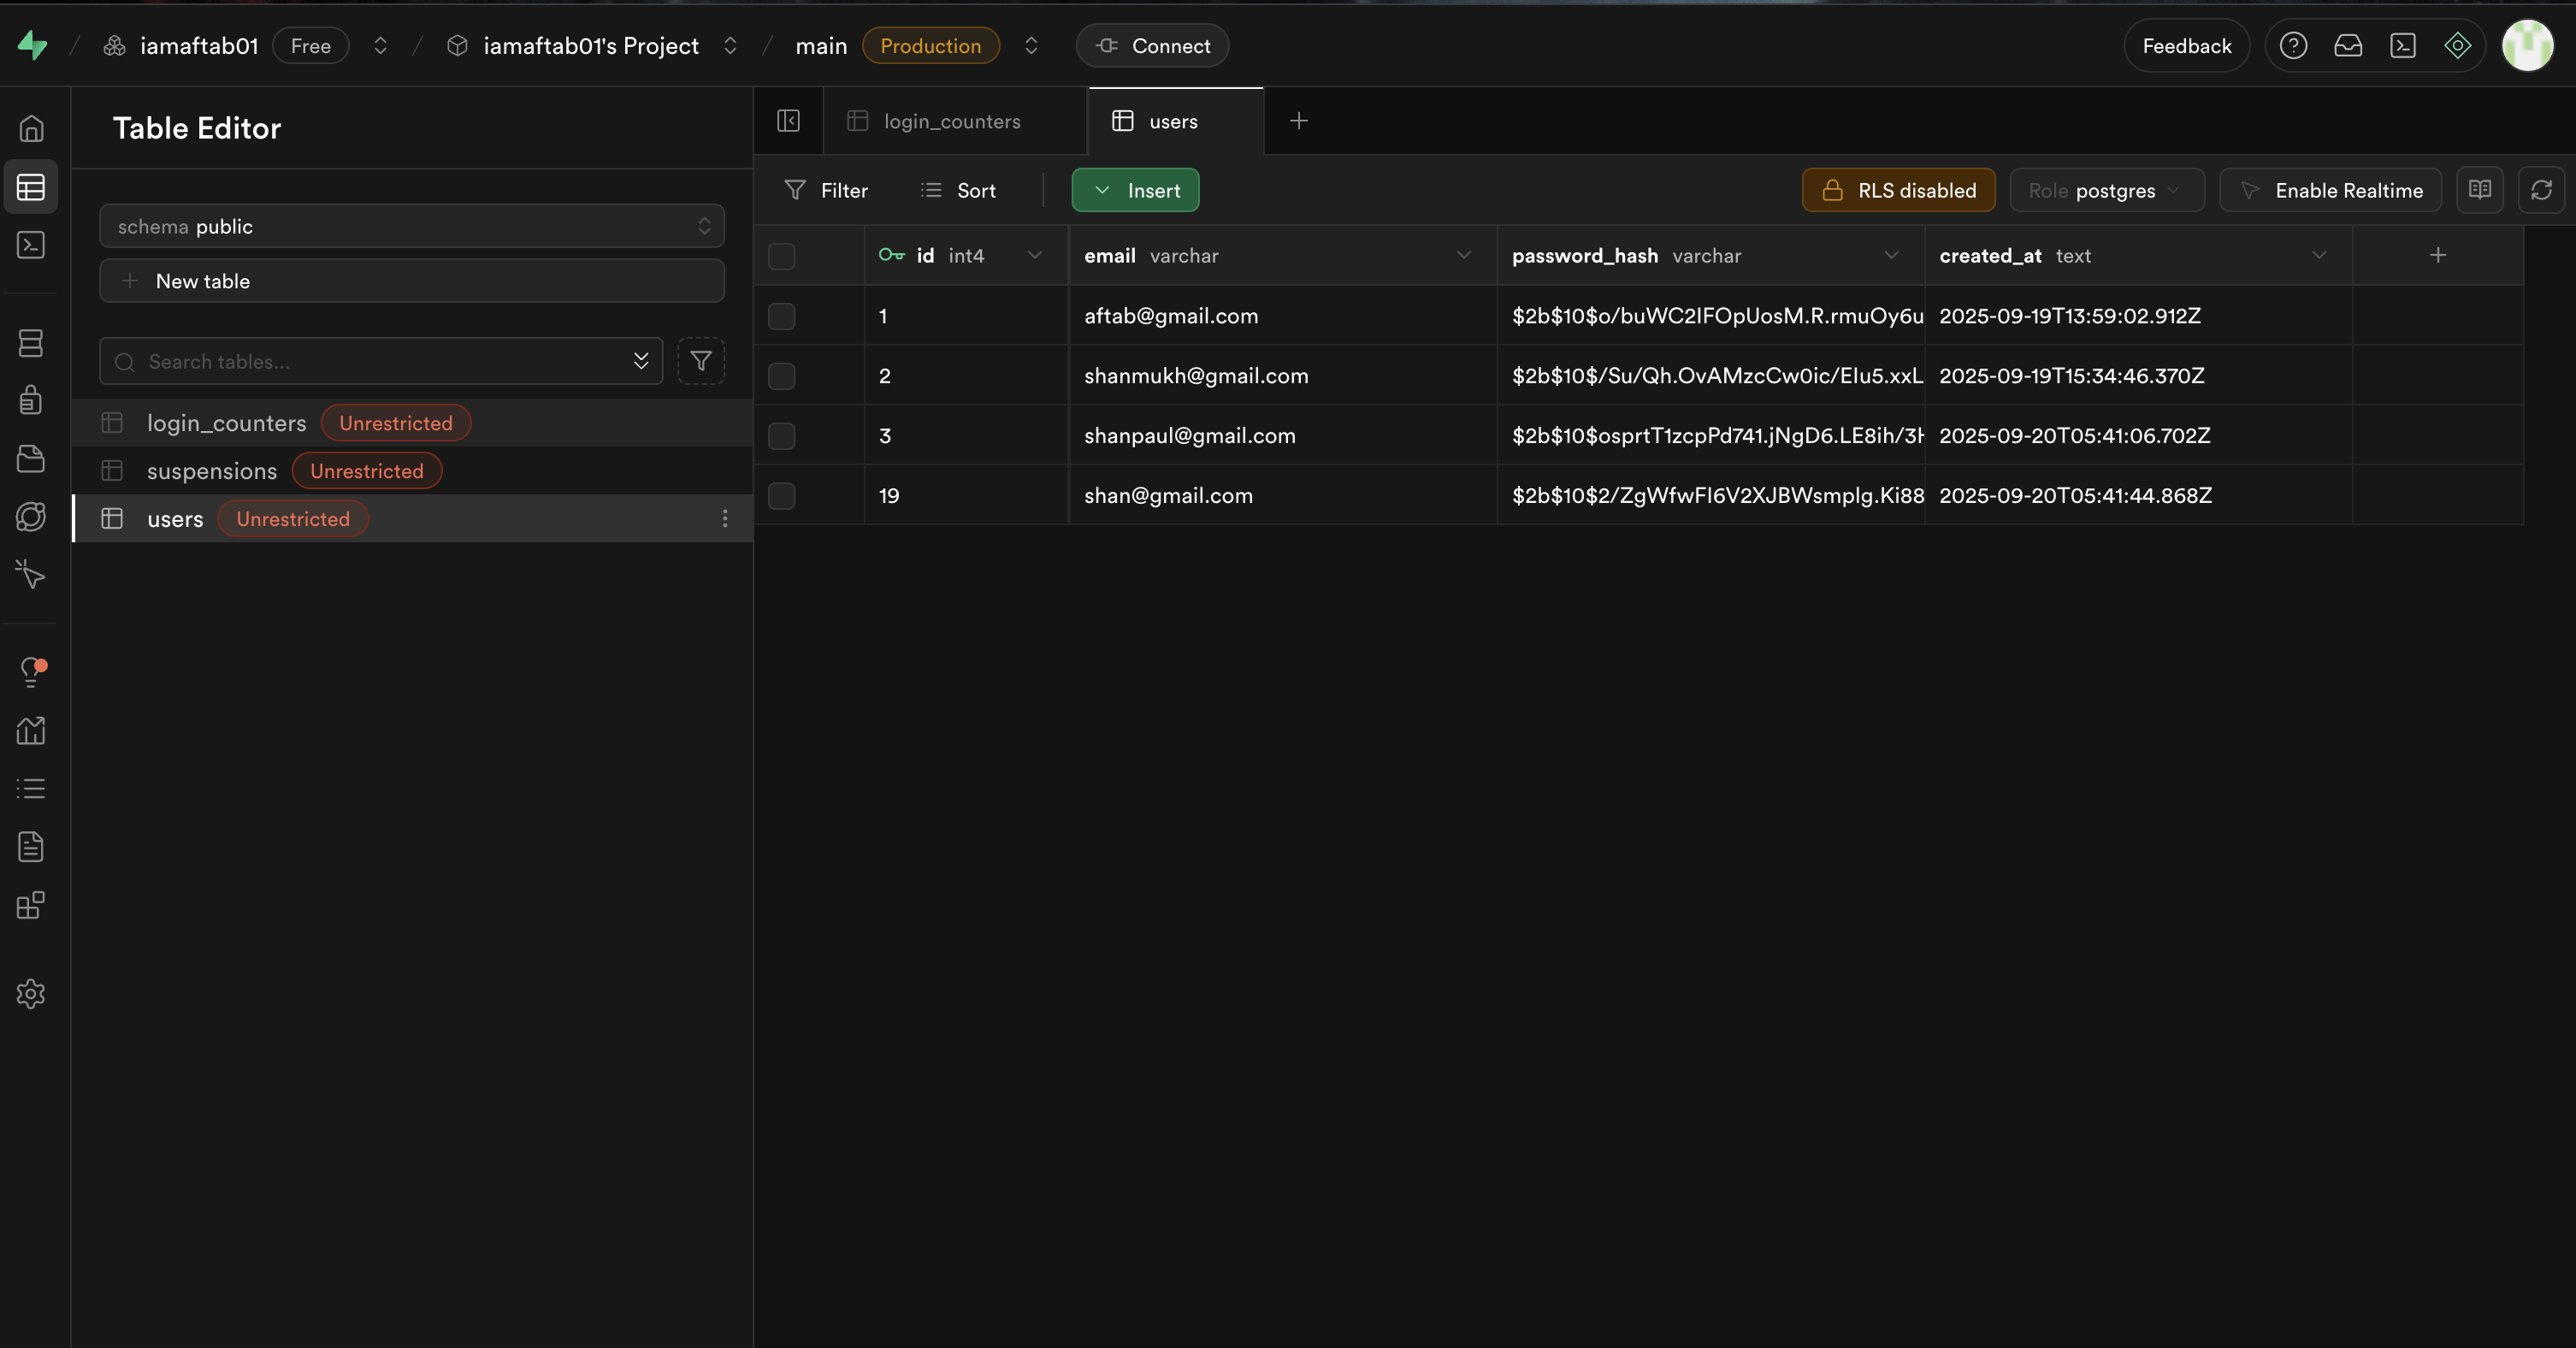 iamaftab01 Free / iamaftab01's Project / main Production Connect Feedback
Table Editor
login_counters users
schema public
New table
Search tables...
login_counters Unrestricted
suspensions Unrestricted
users Unrestricted
Filter Sort Insert RLS disabled Role postgres Enable Realtime
id int4 email varchar password_hash varchar created_at text
1 aftab@gmail.com $2b$10$o/buWC2IFOpUosM.R.rmuOy6u 2025-09-19T13:59:02.912Z
2 shanmukh@gmail.com $2b$10$/Su/Qh.OvAMzcCw0ic/EIu5.xxL 2025-09-19T15:34:46.370Z
3 shanpaul@gmail.com $2b$10$osprtT1zcpPd741.jNgD6.LE8ih/3H 2025-09-20T05:41:06.702Z
19 shan@gmail.com $2b$10$2/ZgWfwFI6V2XJBWsmplg.Ki88 2025-09-20T05:41:44.868Z